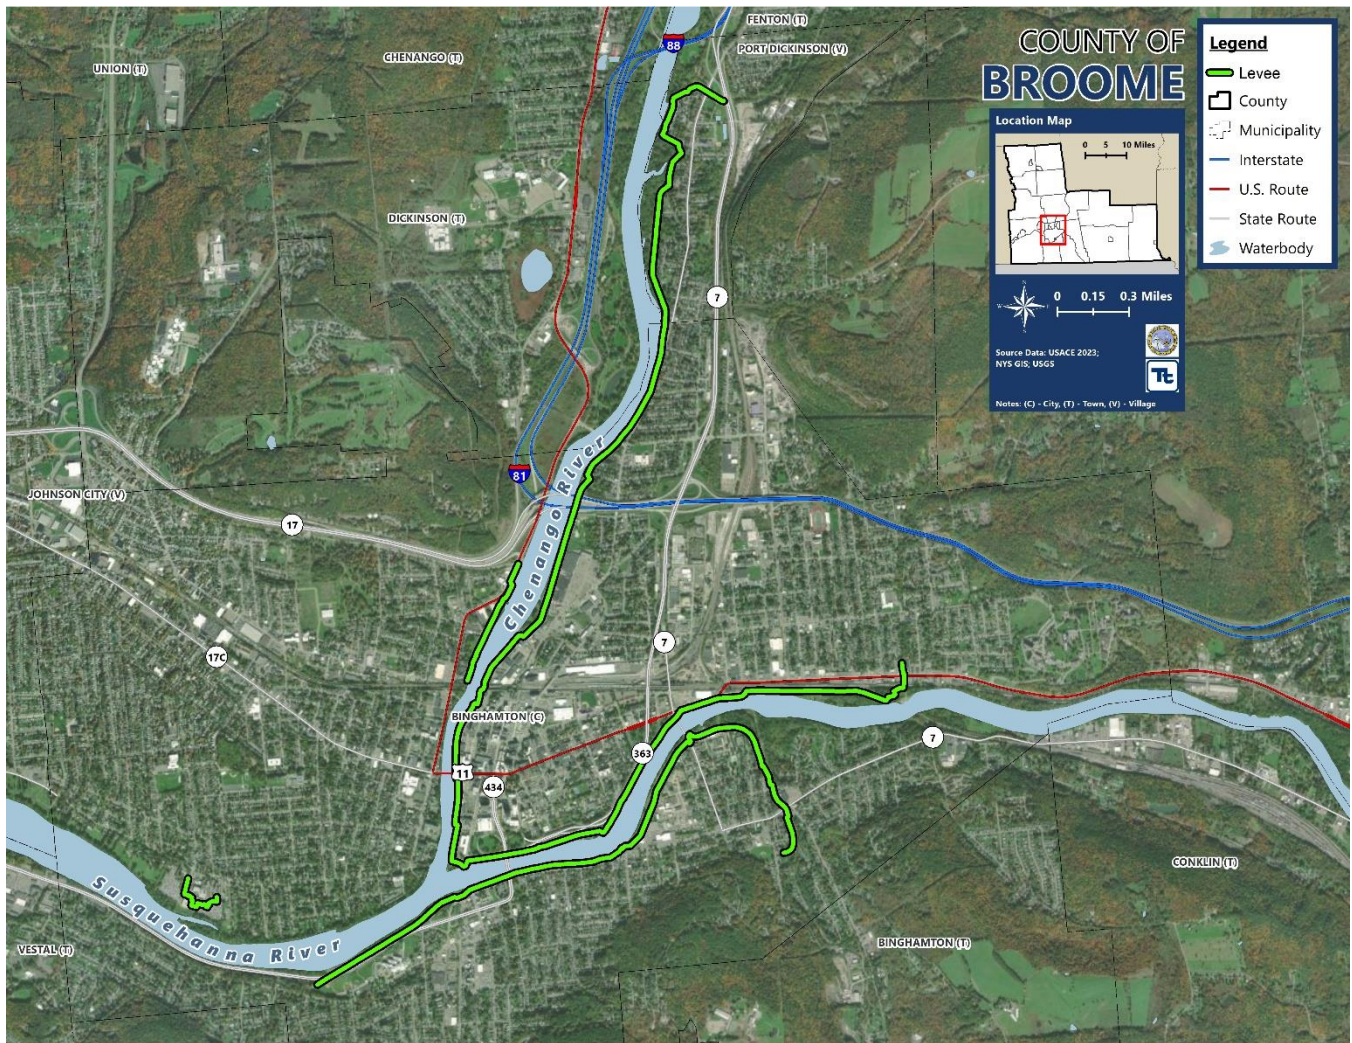 FENTON (T)
PORT DICKINSON (V)
CHENANGO (T)
UNION (T)
88
COUNTY OF
BROOME
Location Map
0 5 10 Miles
N
W
E
S
0 0.15 0.3 Miles
Source Data: USACE 2023;
NYS GIS; USGS
Tt
Notes: (C) - City, (T) - Town, (V) - Village
Legend
Levee
County
Municipality
Interstate
U.S. Route
State Route
Waterbody
DICKINSON (T)
7
81
JOHNSON CITY (V)
17
Chenango River
17C
7
BINGHAMTON (C)
363
7
11
434
CONKLIN (T)
Susquehanna River
VESTAL (T)
BINGHAMTON (T)